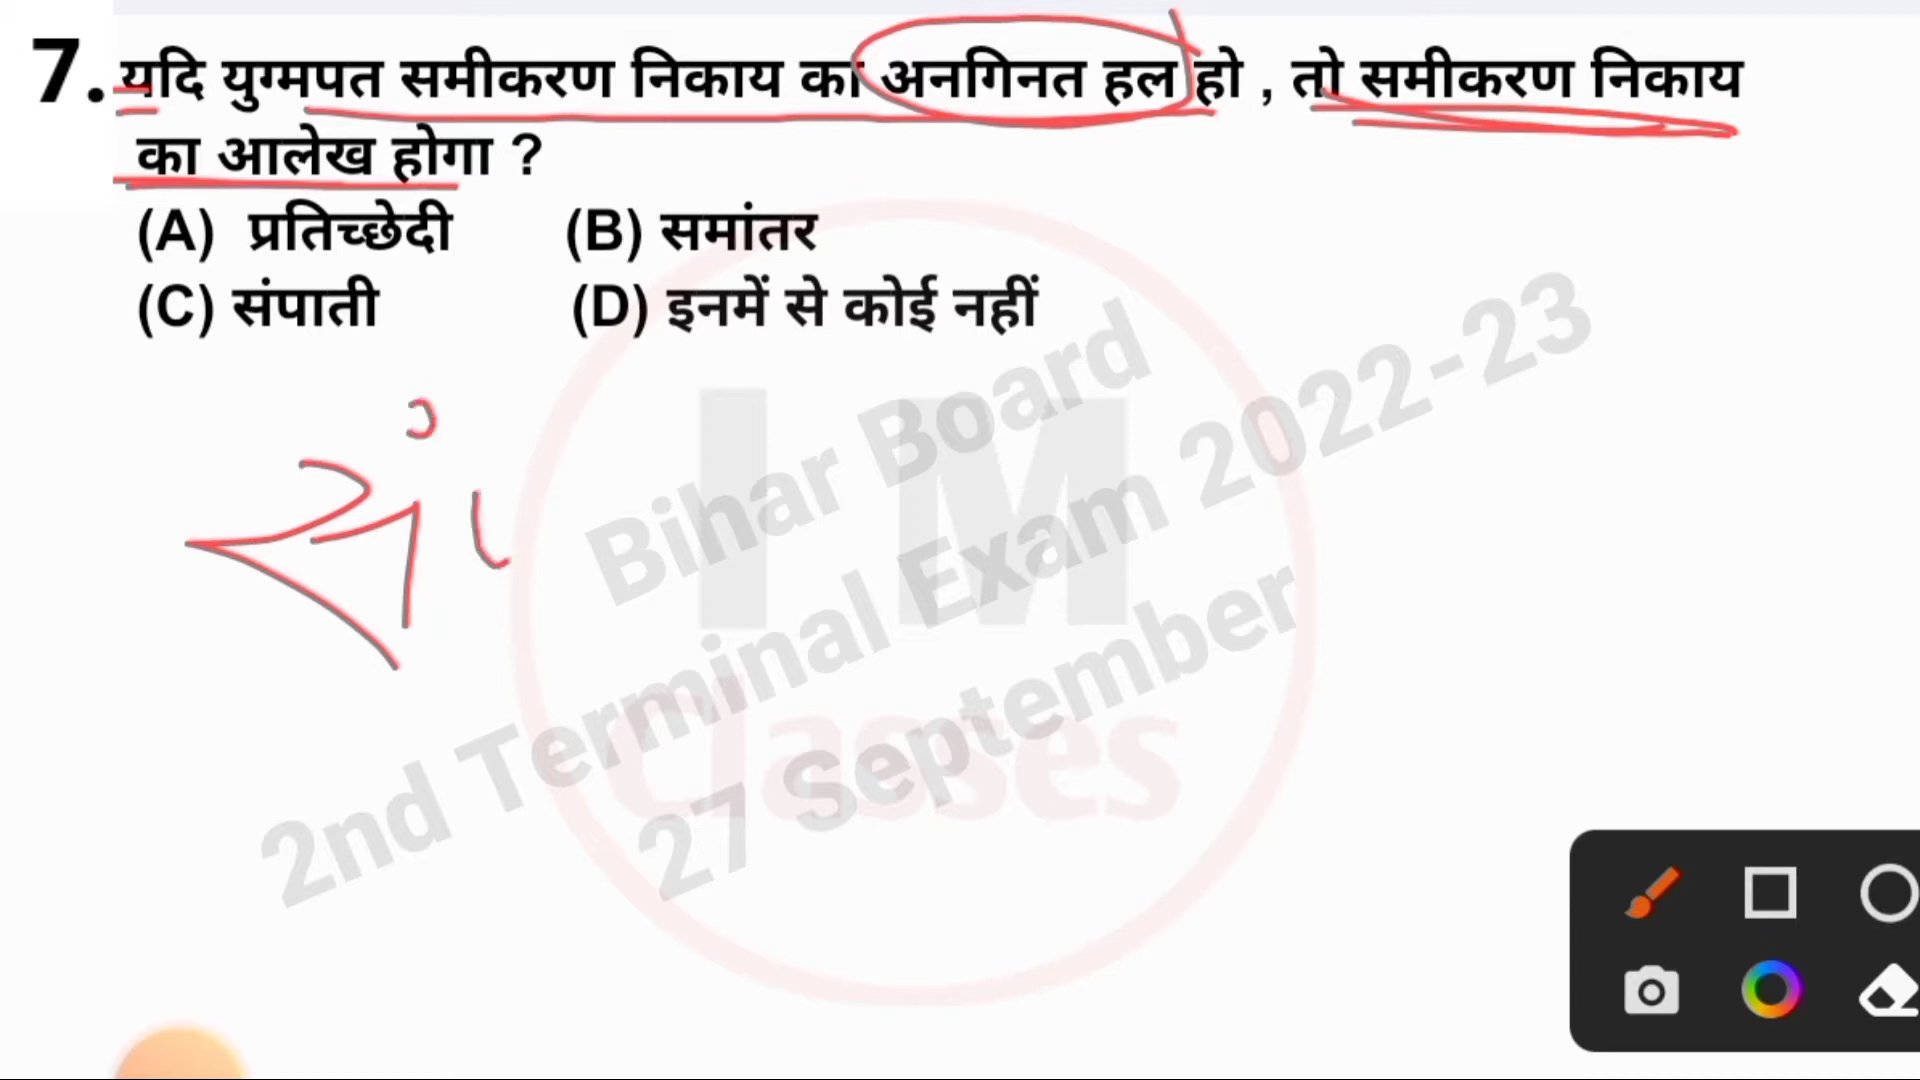 7. यदि युग्मपत समीकरण निकाय का अनगिनत हल हो , तो समीकरण निकाय
का आलेख होगा ?
(A) प्रतिच्छेदी (B) समांतर
(C) संपाती (D) इनमें से कोई नहीं
सं
I M
Classes
Bihar Board
2nd Terminal Exam 2022-23
27 September